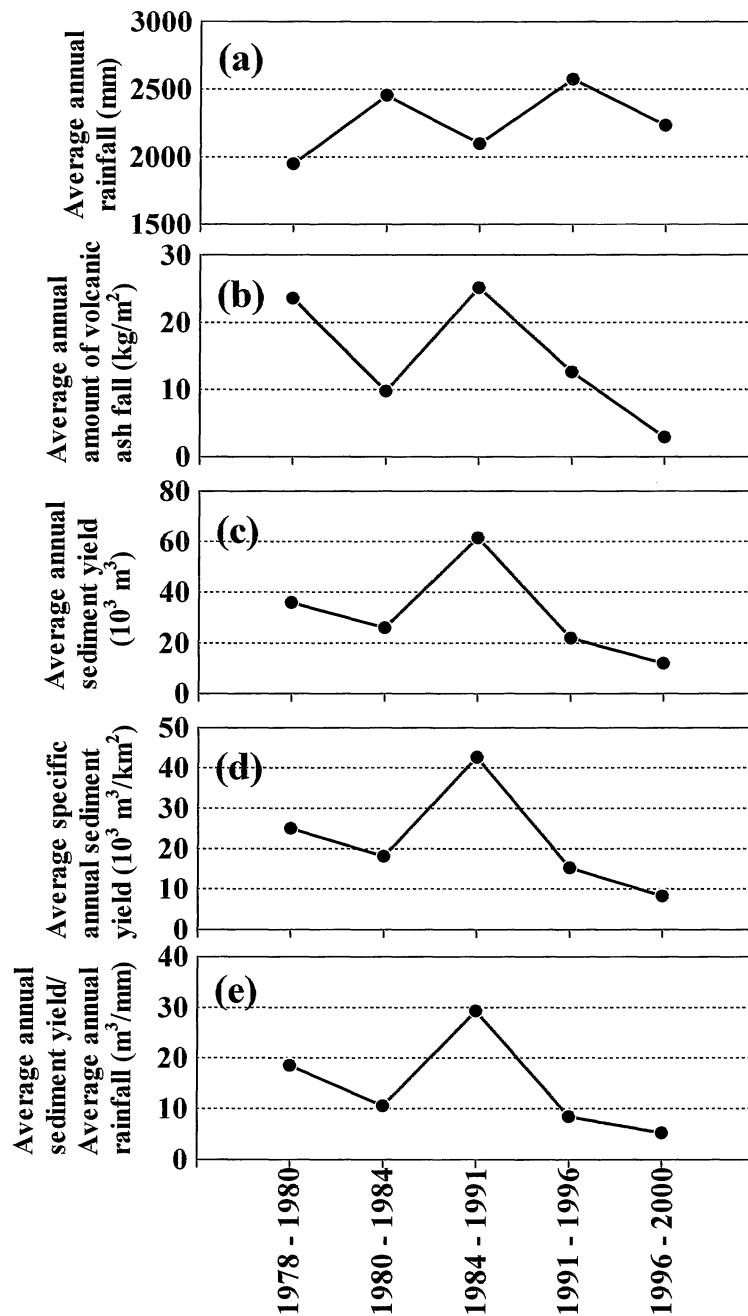 Average annual
rainfall (mm)
3000
2500
2000
1500
(a)
Average annual
amount of volcanic
ash fall (kg/m²)
30
20
10
0
(b)
Average annual
sediment yield
(10³ m³)
80
60
40
20
0
(c)
Average specific
annual sediment
yield (10³ m³/km²)
50
40
30
20
10
0
(d)
Average annual
sediment yield/
Average annual
rainfall (m³/mm)
40
30
20
10
0
(e)
1978 - 1980
1980 - 1984
1984 - 1991
1991 - 1996
1996 - 2000